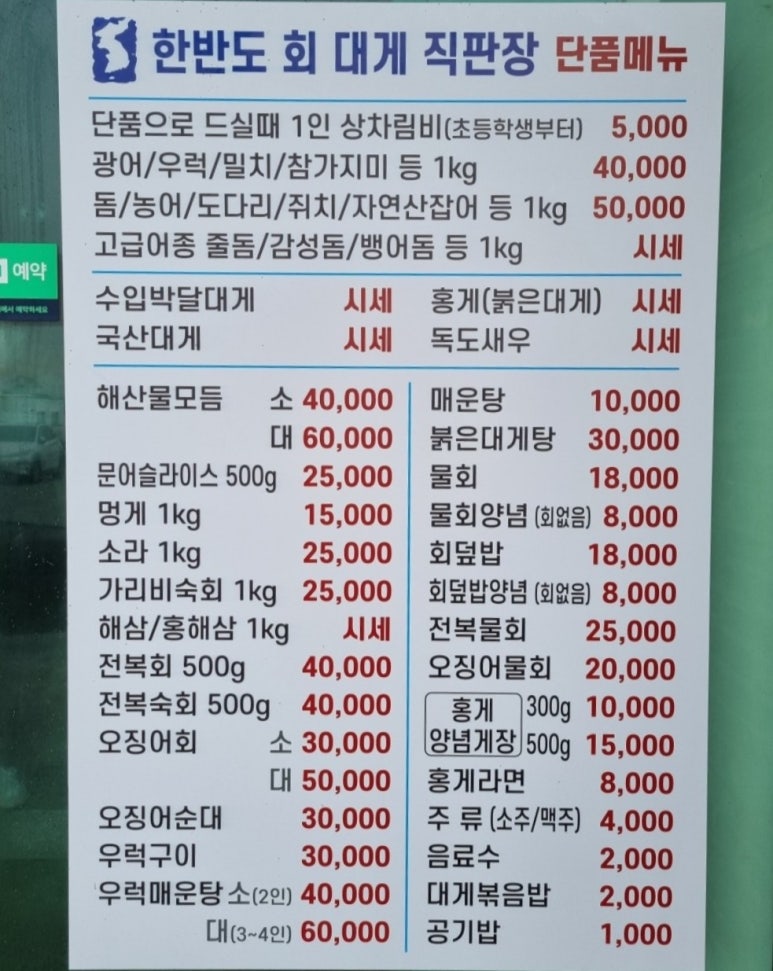 한반도 회 대게 직판장 단품메뉴
단품으로 드실때 1인 상차림비(초등학생부터) 5,000
광어/우럭/밀치/참가지미 등 1kg 40,000
돔/농어/도다리/쥐치/자연산잡어 등 1kg 50,000
고급어종 줄돔/감성돔/뱅어돔 등 1kg 시세
예약
수입박달대게 시세 홍게(붉은대게) 시세
국산대게 시세 독도새우 시세
해산물모듬 소 40,000
대 60,000
문어슬라이스 500g 25,000
멍게 1kg 15,000
소라 1kg 25,000
가리비숙회 1kg 25,000
해삼/홍해삼 1kg 시세
전복회 500g 40,000
전복숙회 500g 40,000
오징어회 소 30,000
대 50,000
오징어순대 30,000
우럭구이 30,000
우럭매운탕 소(2인) 40,000
대(3~4인) 60,000
매운탕 10,000
붉은대게탕 30,000
물회 18,000
물회양념 (회없음) 8,000
회덮밥 18,000
회덮밥양념 (회없음) 8,000
전복물회 25,000
오징어물회 20,000
홍게 300g 10,000
양념게장 500g 15,000
홍게라면 8,000
주 류 (소주/맥주) 4,000
음료수 2,000
대게볶음밥 2,000
공기밥 1,000